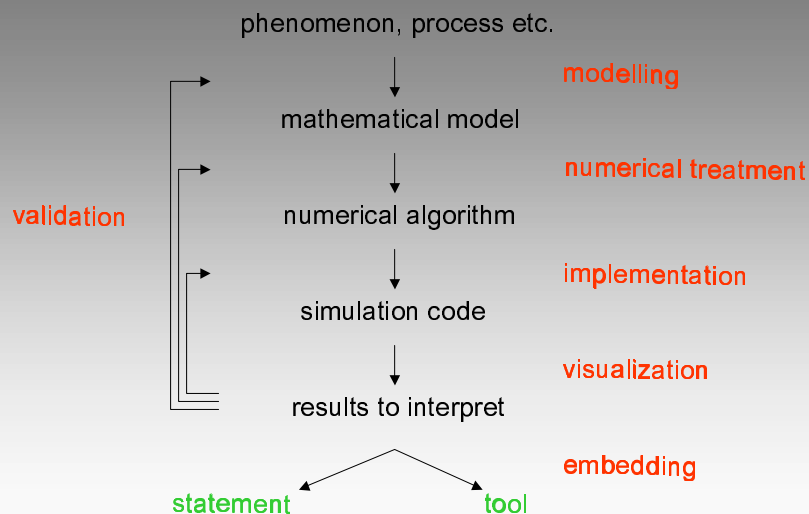 phenomenon, process etc.
modelling
mathematical model
numerical treatment
validation
numerical algorithm
implementation
simulation code
visualization
results to interpret
embedding
statement
tool